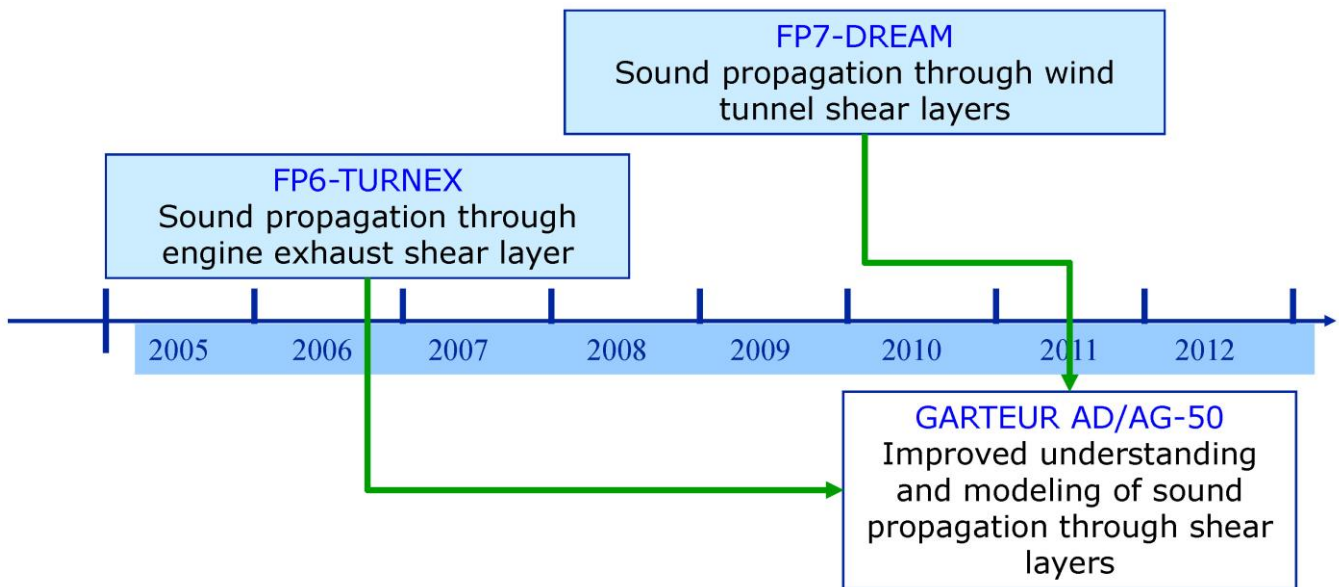 FP7-DREAM
Sound propagation through wind
tunnel shear layers
FP6-TURNEX
Sound propagation through
engine exhaust shear layer
2005 2006 2007 2008 2009 2010 2011 2012
GARTEUR AD/AG-50
Improved understanding
and modeling of sound
propagation through shear
layers